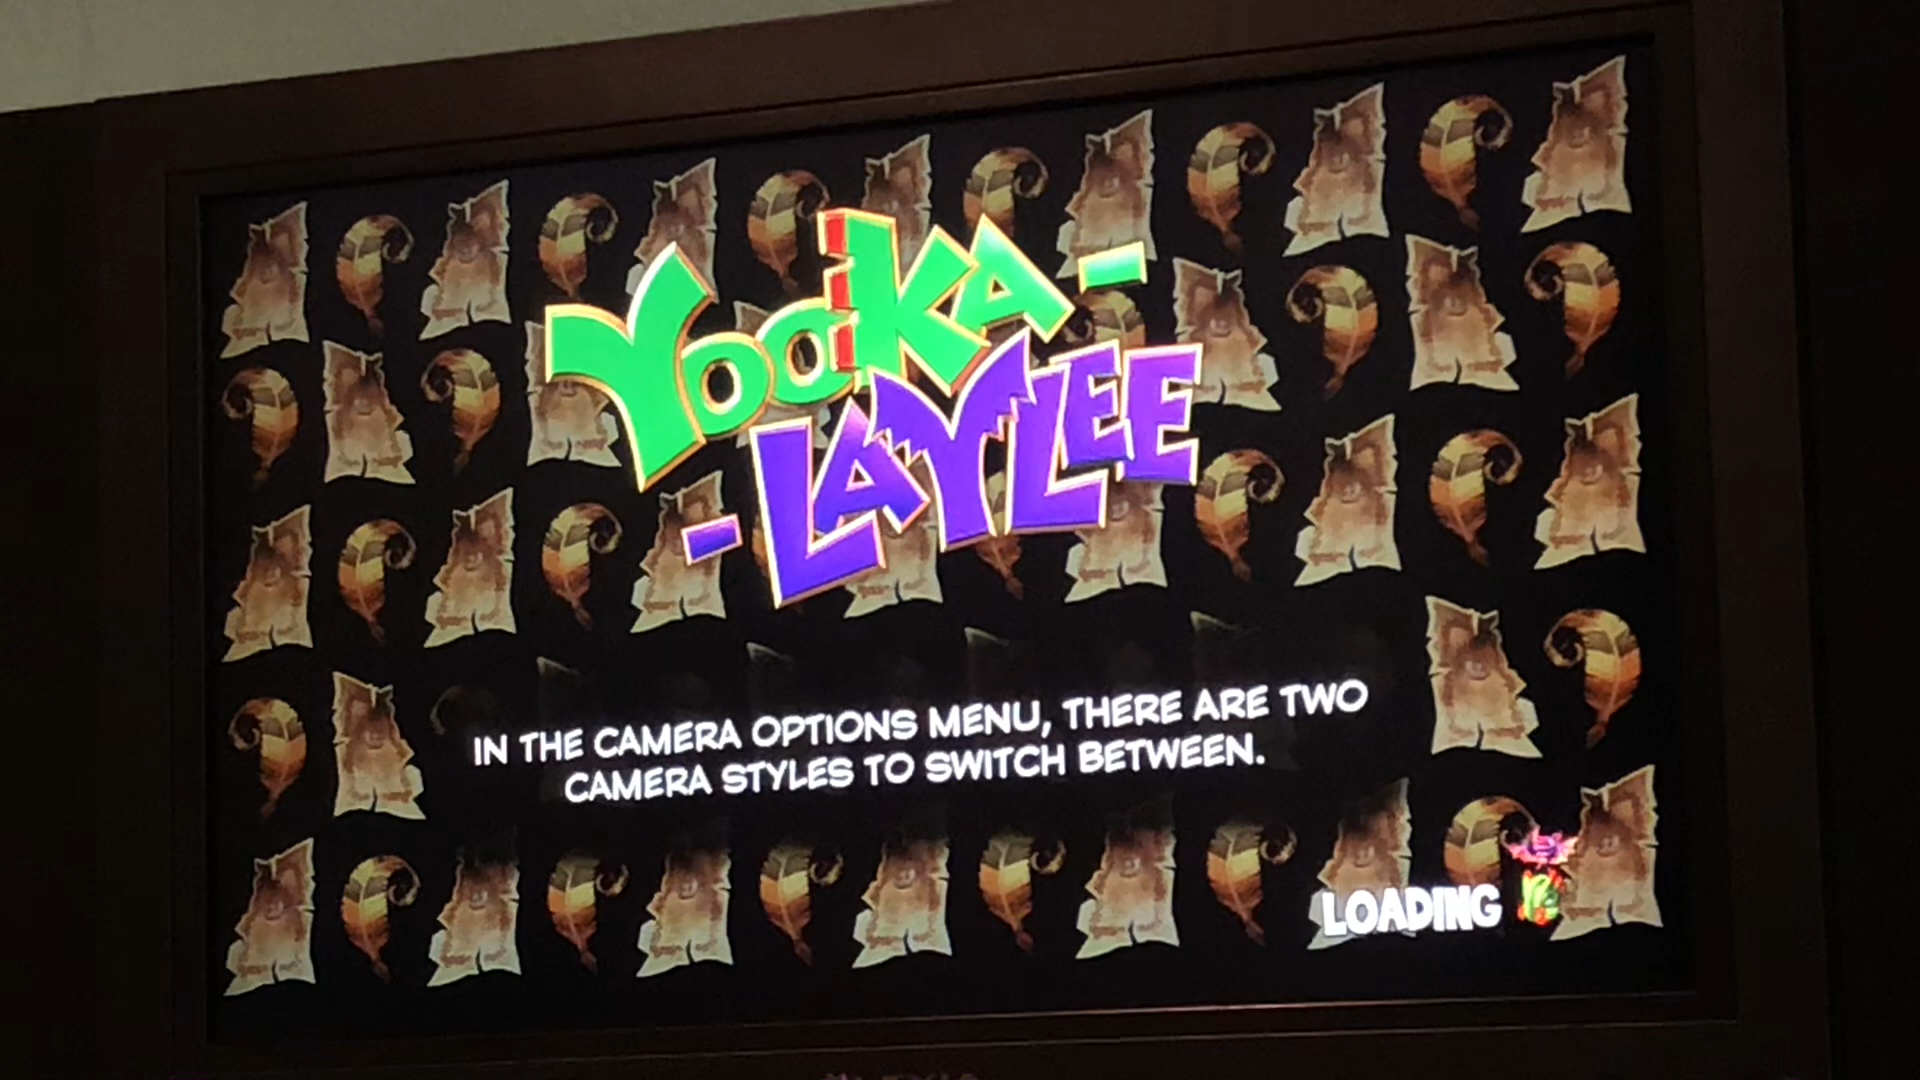 YOOKA-
-LAYLEE
IN THE CAMERA OPTIONS MENU, THERE ARE TWO
CAMERA STYLES TO SWITCH BETWEEN.
LOADING